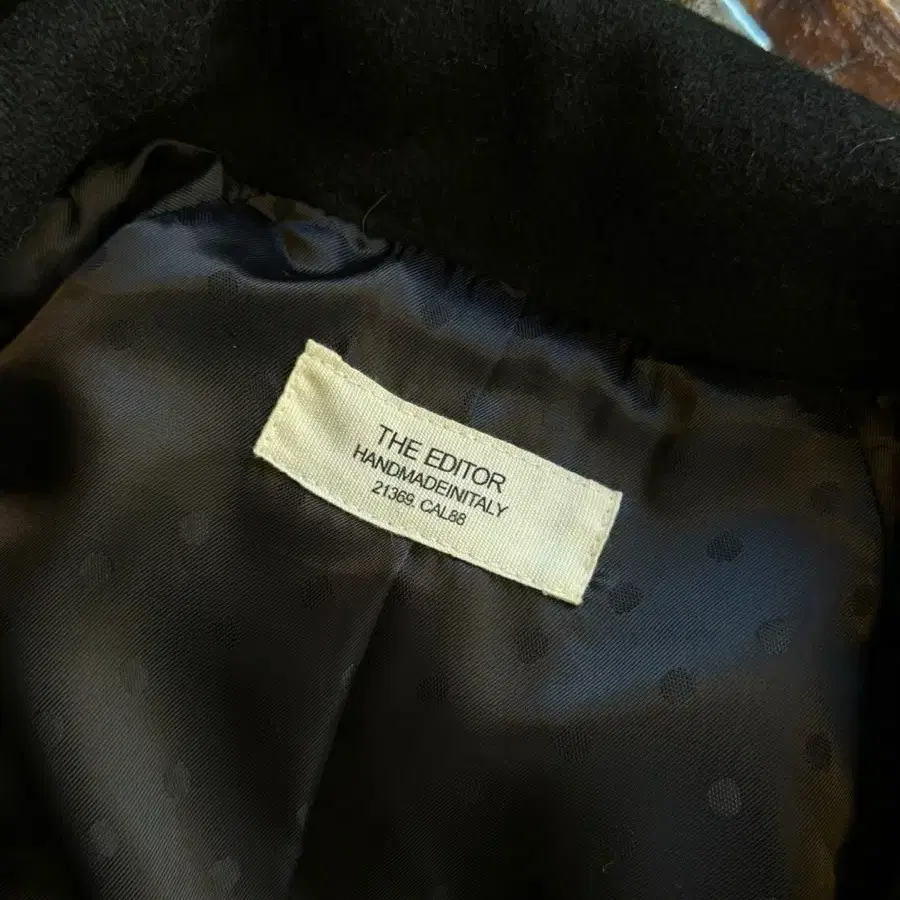 THE EDITOR
HANDMADEINITALY
21369. CAL88